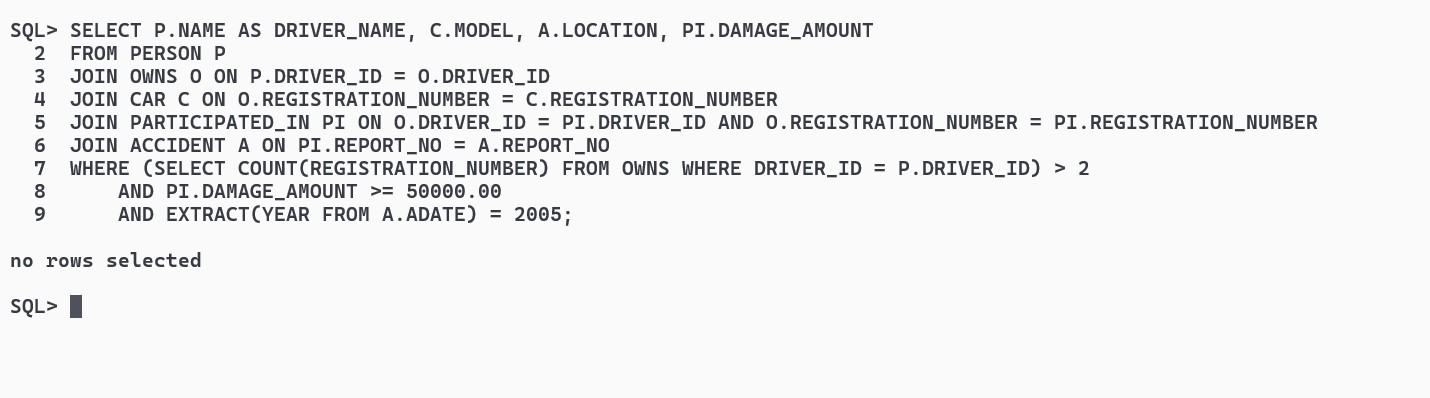 SQL> SELECT P.NAME AS DRIVER_NAME, C.MODEL, A.LOCATION, PI.DAMAGE_AMOUNT
  2  FROM PERSON P
  3  JOIN OWNS O ON P.DRIVER_ID = O.DRIVER_ID
  4  JOIN CAR C ON O.REGISTRATION_NUMBER = C.REGISTRATION_NUMBER
  5  JOIN PARTICIPATED_IN PI ON O.DRIVER_ID = PI.DRIVER_ID AND O.REGISTRATION_NUMBER = PI.REGISTRATION_NUMBER
  6  JOIN ACCIDENT A ON PI.REPORT_NO = A.REPORT_NO
  7  WHERE (SELECT COUNT(REGISTRATION_NUMBER) FROM OWNS WHERE DRIVER_ID = P.DRIVER_ID) > 2
  8      AND PI.DAMAGE_AMOUNT >= 50000.00
  9      AND EXTRACT(YEAR FROM A.ADATE) = 2005;
no rows selected
SQL>